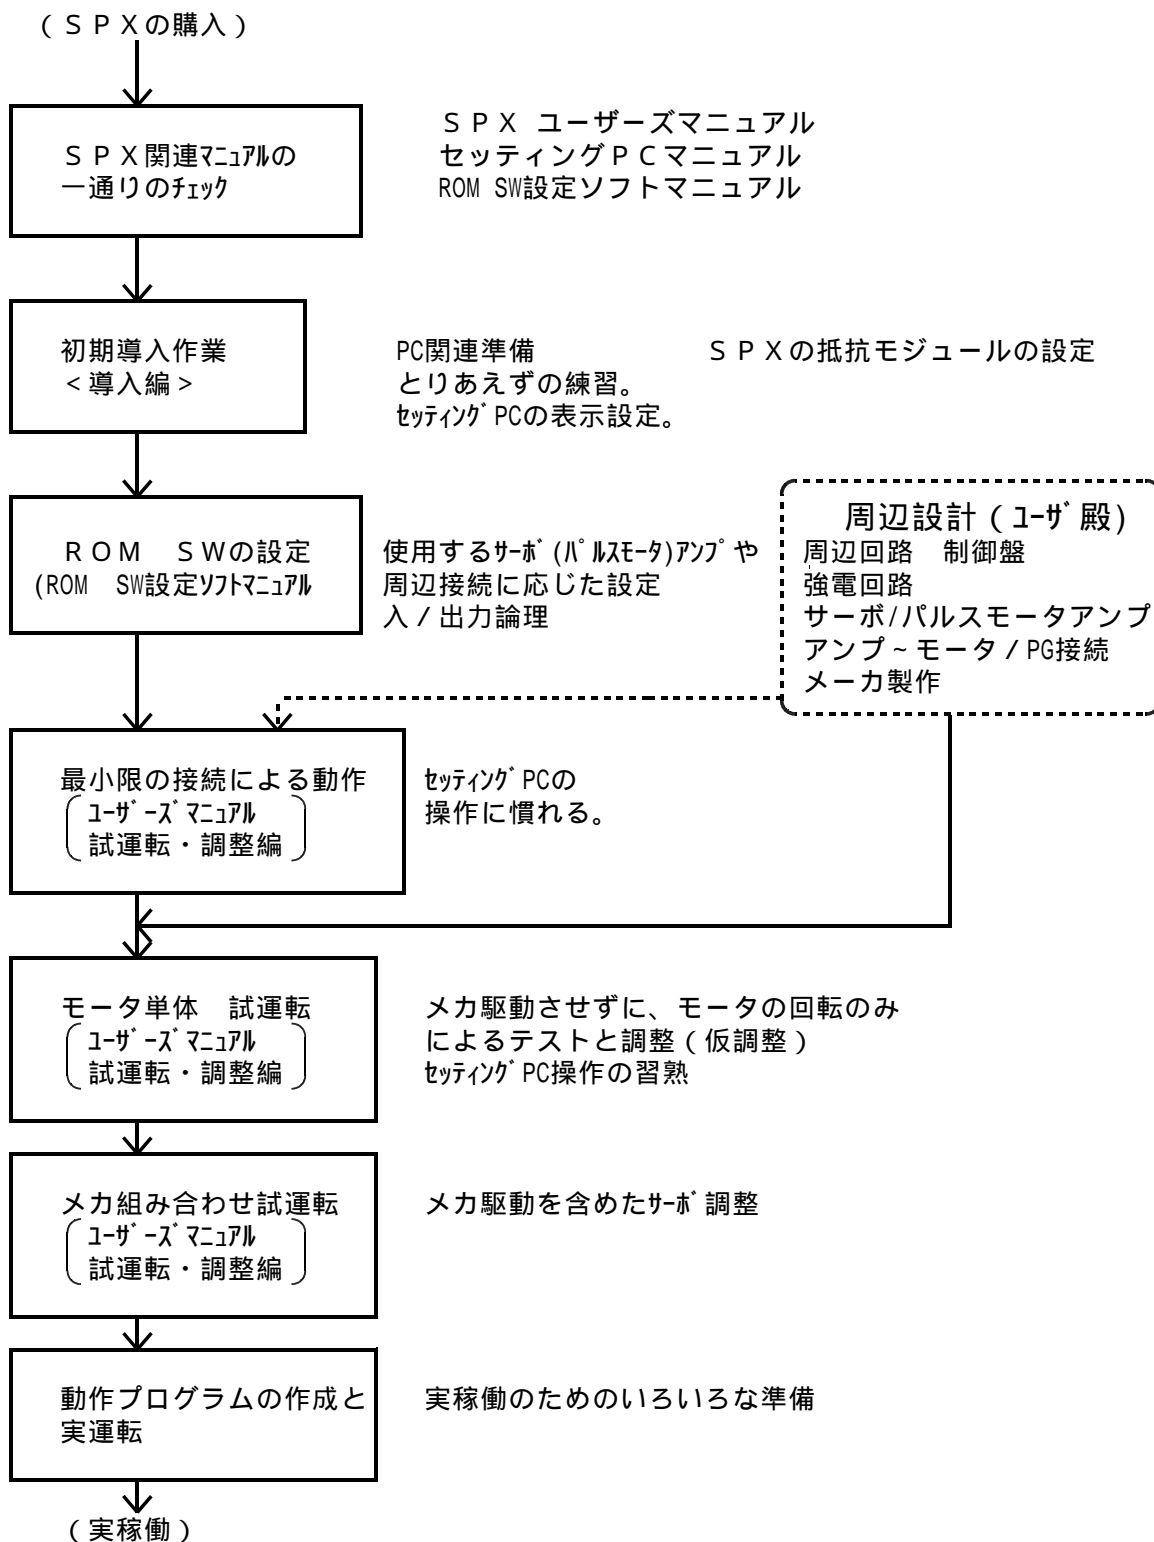 (ＳＰＸの購入)
ＳＰＸ関連ﾏﾆｭｱﾙの
一通りのﾁｪｯｸ
ＳＰＸ ユーザーズマニュアル
セッティングＰＣマニュアル
ROM SW設定ソフトマニュアル
初期導入作業
＜導入編＞
PC関連準備
とりあえずの練習。
ｾｯﾃｨﾝｸﾞPCの表示設定。
ＳＰＸの抵抗モジュールの設定
ＲＯＭ　ＳＷの設定
(ROM　SW設定ｿﾌﾄﾏﾆｭｱﾙ
使用するｻｰﾎﾞ(ﾊﾟﾙｽﾓｰﾀ)ｱﾝﾌﾟや
周辺接続に応じた設定
入／出力論理
周辺設計(ﾕｰｻﾞ殿)
周辺回路　制御盤
強電回路
サーボ/パルスモータアンプ
アンプ～モータ／PG接続
メーカ製作
最小限の接続による動作
ﾕｰｻﾞｰｽﾞﾏﾆｭｱﾙ
試運転・調整編
ｾｯﾃｨﾝｸﾞPCの
操作に慣れる。
モータ単体　試運転
ﾕｰｻﾞｰｽﾞﾏﾆｭｱﾙ
試運転・調整編
メカ駆動させずに、モータの回転のみ
によるテストと調整(仮調整)
ｾｯﾃｨﾝｸﾞPC操作の習熟
メカ組み合わせ試運転
ﾕｰｻﾞｰｽﾞﾏﾆｭｱﾙ
試運転・調整編
メカ駆動を含めたｻｰﾎﾞ調整
動作プログラムの作成と
実運転
実稼働のためのいろいろな準備
(実稼働)